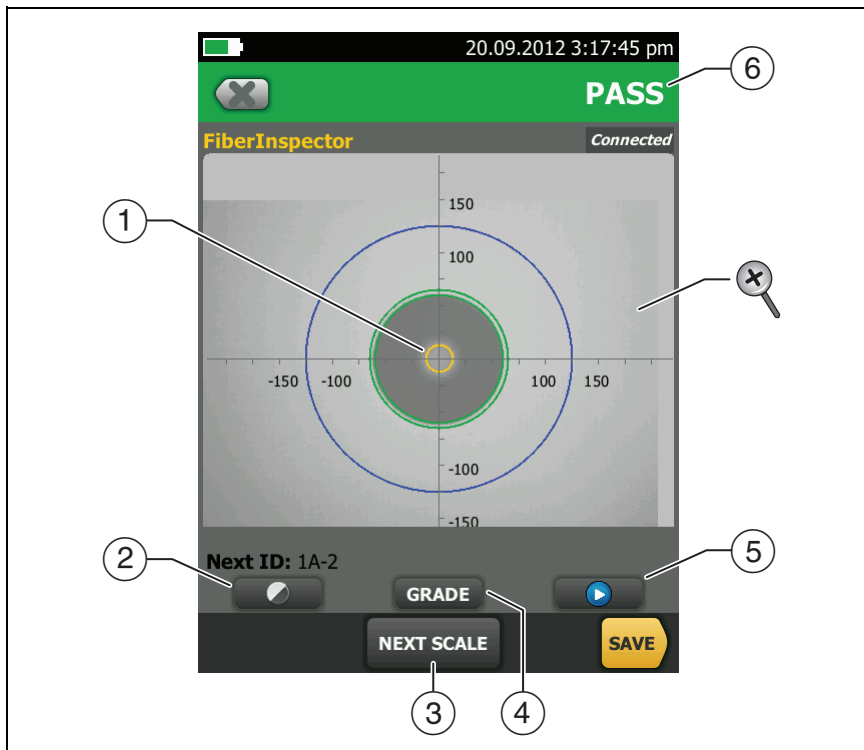 20.09.2012 3:17:45 pm
PASS
6
FiberInspector
Connected
1
150
100
-150 -100 100 150
-100
-150
Next ID: 1A-2
2
5
GRADE
NEXT SCALE
SAVE
3
4